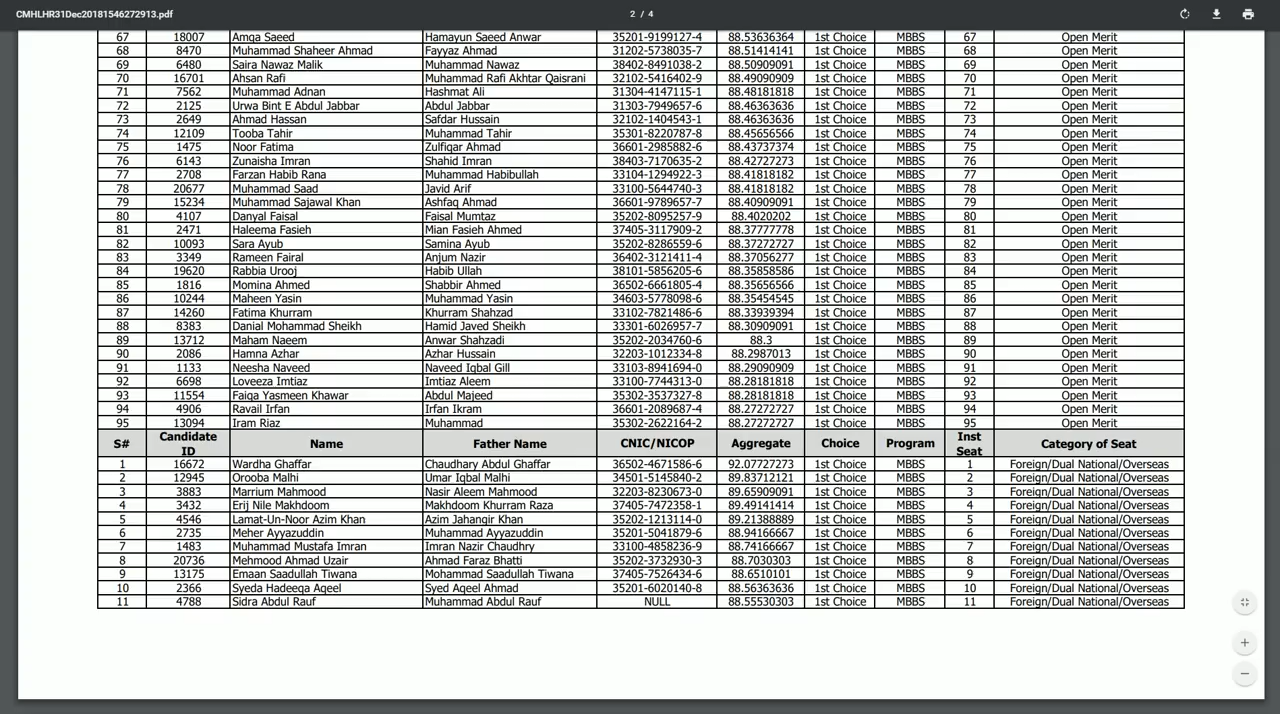 CMHLHR31Dec20181546272913.pdf 2 / 4
67 18007 Amqa Saeed Hamayun Saeed Anwar 35201-9199127-4 88.53636364 1st Choice MBBS 67 Open Merit
68 8470 Muhammad Shaheer Ahmad Fayyaz Ahmad 31202-5738035-7 88.51414141 1st Choice MBBS 68 Open Merit
69 6480 Saira Nawaz Malik Muhammad Nawaz 38402-8491038-2 88.50909091 1st Choice MBBS 69 Open Merit
70 16701 Ahsan Rafi Muhammad Rafi Akhtar Qaisrani 32102-5416402-9 88.49090909 1st Choice MBBS 70 Open Merit
71 7562 Muhammad Adnan Hashmat Ali 31304-4147115-1 88.48181818 1st Choice MBBS 71 Open Merit
72 2125 Urwa Bint E Abdul Jabbar Abdul Jabbar 31303-7949657-6 88.46363636 1st Choice MBBS 72 Open Merit
73 2649 Ahmad Hassan Safdar Hussain 32102-1404543-1 88.46363636 1st Choice MBBS 73 Open Merit
74 12109 Tooba Tahir Muhammad Tahir 35301-8220787-8 88.45656566 1st Choice MBBS 74 Open Merit
75 1475 Noor Fatima Zulfiqar Ahmad 36601-2985882-6 88.43737374 1st Choice MBBS 75 Open Merit
76 6143 Zunaisha Imran Shahid Imran 38403-7170635-2 88.42727273 1st Choice MBBS 76 Open Merit
77 2708 Farzan Habib Rana Muhammad Habibullah 33104-1294922-3 88.41818182 1st Choice MBBS 77 Open Merit
78 20677 Muhammad Saad Javid Arif 33100-5644740-3 88.41818182 1st Choice MBBS 78 Open Merit
79 15234 Muhammad Sajawal Khan Ashfaq Ahmad 36601-9789657-7 88.40909091 1st Choice MBBS 79 Open Merit
80 4107 Danyal Faisal Faisal Mumtaz 35202-8095257-9 88.4020202 1st Choice MBBS 80 Open Merit
81 2471 Haleema Fasieh Mian Fasieh Ahmed 37405-3117909-2 88.37777778 1st Choice MBBS 81 Open Merit
82 10093 Sara Ayub Samina Ayub 35202-8286559-6 88.37272727 1st Choice MBBS 82 Open Merit
83 3349 Rameen Fairal Anjum Nazir 36402-3121411-4 88.37056277 1st Choice MBBS 83 Open Merit
84 19620 Rabbia Urooj Habib Ullah 38101-5856205-6 88.35858586 1st Choice MBBS 84 Open Merit
85 1816 Momina Ahmed Shabbir Ahmed 36502-6661805-4 88.35656566 1st Choice MBBS 85 Open Merit
86 10244 Maheen Yasin Muhammad Yasin 34603-5778098-6 88.35454545 1st Choice MBBS 86 Open Merit
87 14260 Fatima Khurram Khurram Shahzad 33102-7821486-6 88.33939394 1st Choice MBBS 87 Open Merit
88 8383 Danial Mohammad Sheikh Hamid Javed Sheikh 33301-6026957-7 88.30909091 1st Choice MBBS 88 Open Merit
89 13712 Maham Naeem Anwar Shahzadi 35202-2034760-6 88.3 1st Choice MBBS 89 Open Merit
90 2086 Hamna Azhar Azhar Hussain 32203-1012334-8 88.2987013 1st Choice MBBS 90 Open Merit
91 1133 Neesha Naveed Naveed Iqbal Gill 33103-8941694-0 88.29090909 1st Choice MBBS 91 Open Merit
92 6698 Loveeza Imtiaz Imtiaz Aleem 33100-7744313-0 88.28181818 1st Choice MBBS 92 Open Merit
93 11554 Faiqa Yasmeen Khawar Abdul Majeed 35302-3537327-8 88.28181818 1st Choice MBBS 93 Open Merit
94 4906 Ravail Irfan Irfan Ikram 36601-2089687-4 88.27272727 1st Choice MBBS 94 Open Merit
95 13094 Iram Riaz Muhammad 35302-2622164-2 88.27272727 1st Choice MBBS 95 Open Merit
S# Candidate ID Name Father Name CNIC/NICOP Aggregate Choice Program Inst Seat Category of Seat
1 16672 Wardha Ghaffar Chaudhary Abdul Ghaffar 36502-4671586-6 92.07727273 1st Choice MBBS 1 Foreign/Dual National/Overseas
2 12945 Orooba Malhi Umar Iqbal Malhi 34501-5145840-2 89.83712121 1st Choice MBBS 2 Foreign/Dual National/Overseas
3 3883 Marrium Mahmood Nasir Aleem Mahmood 32203-8230673-0 89.65909091 1st Choice MBBS 3 Foreign/Dual National/Overseas
4 3432 Erij Nile Makhdoom Makhdoom Khurram Raza 37405-7472358-1 89.49141414 1st Choice MBBS 4 Foreign/Dual National/Overseas
5 4546 Lamat-Un-Noor Azim Khan Azim Jahangir Khan 35202-1213114-0 89.21388889 1st Choice MBBS 5 Foreign/Dual National/Overseas
6 2735 Meher Ayyazuddin Muhammad Ayyazuddin 35201-5041879-6 88.94166667 1st Choice MBBS 6 Foreign/Dual National/Overseas
7 1483 Muhammad Mustafa Imran Imran Nazir Chaudhry 33100-4858236-9 88.74166667 1st Choice MBBS 7 Foreign/Dual National/Overseas
8 20736 Mehmood Ahmad Uzair Ahmad Faraz Bhatti 35202-3732930-3 88.7030303 1st Choice MBBS 8 Foreign/Dual National/Overseas
9 13175 Emaan Saadullah Tiwana Mohammad Saadullah Tiwana 37405-7526434-6 88.6510101 1st Choice MBBS 9 Foreign/Dual National/Overseas
10 2366 Syeda Hadeeqa Aqeel Syed Aqeel Ahmad 35201-6020140-8 88.56363636 1st Choice MBBS 10 Foreign/Dual National/Overseas
11 4788 Sidra Abdul Rauf Muhammad Abdul Rauf NULL 88.55530303 1st Choice MBBS 11 Foreign/Dual National/Overseas